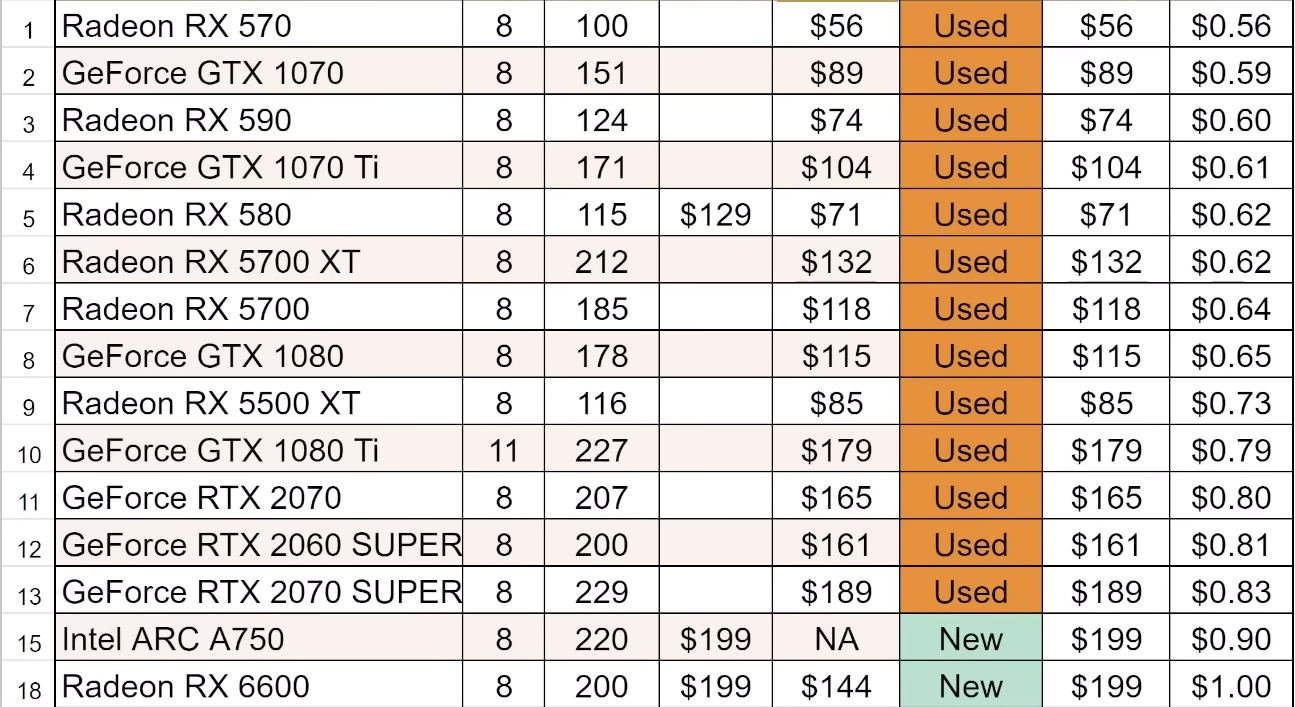 1 Radeon RX 570 8 100 $56 Used $56 $0.56
2 GeForce GTX 1070 8 151 $89 Used $89 $0.59
3 Radeon RX 590 8 124 $74 Used $74 $0.60
4 GeForce GTX 1070 Ti 8 171 $104 Used $104 $0.61
5 Radeon RX 580 8 115 $129 $71 Used $71 $0.62
6 Radeon RX 5700 XT 8 212 $132 Used $132 $0.62
7 Radeon RX 5700 8 185 $118 Used $118 $0.64
8 GeForce GTX 1080 8 178 $115 Used $115 $0.65
9 Radeon RX 5500 XT 8 116 $85 Used $85 $0.73
10 GeForce GTX 1080 Ti 11 227 $179 Used $179 $0.79
11 GeForce RTX 2070 8 207 $165 Used $165 $0.80
12 GeForce RTX 2060 SUPER 8 200 $161 Used $161 $0.81
13 GeForce RTX 2070 SUPER 8 229 $189 Used $189 $0.83
15 Intel ARC A750 8 220 $199 NA New $199 $0.90
18 Radeon RX 6600 8 200 $199 $144 New $199 $1.00